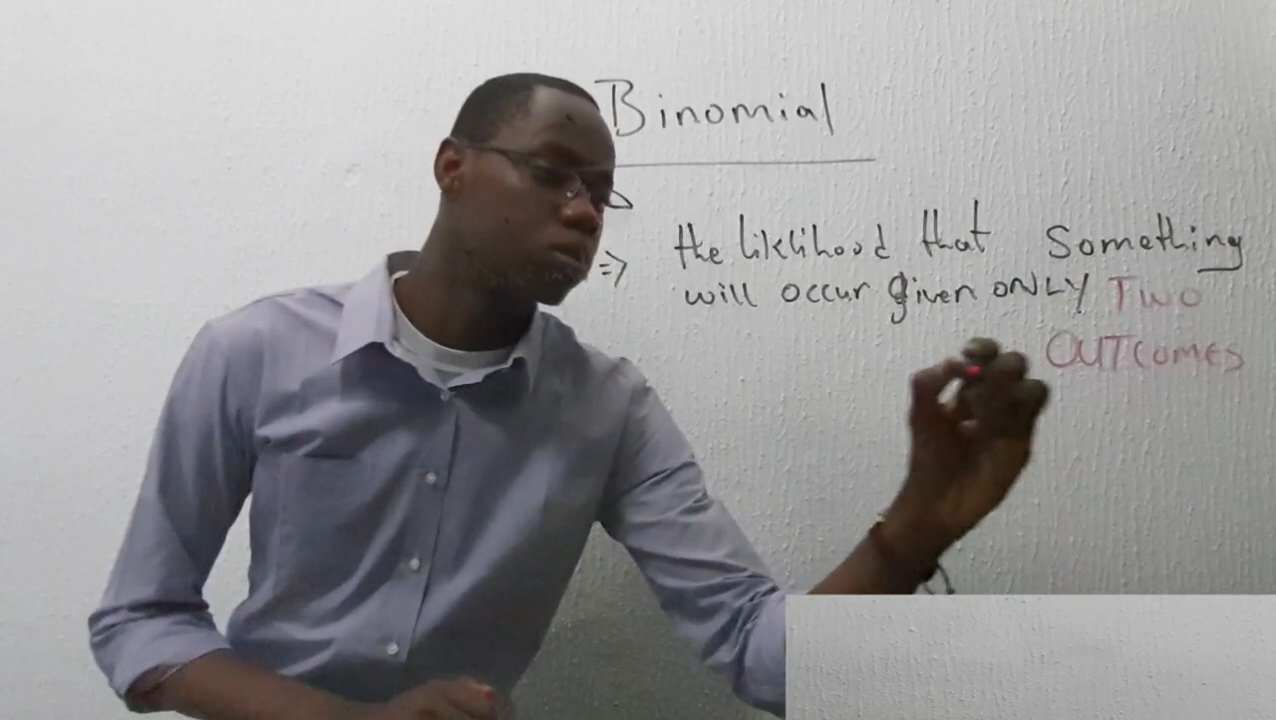 Binomial
=> the liklihood that Something
will occur given ONLY Two
OUTComES